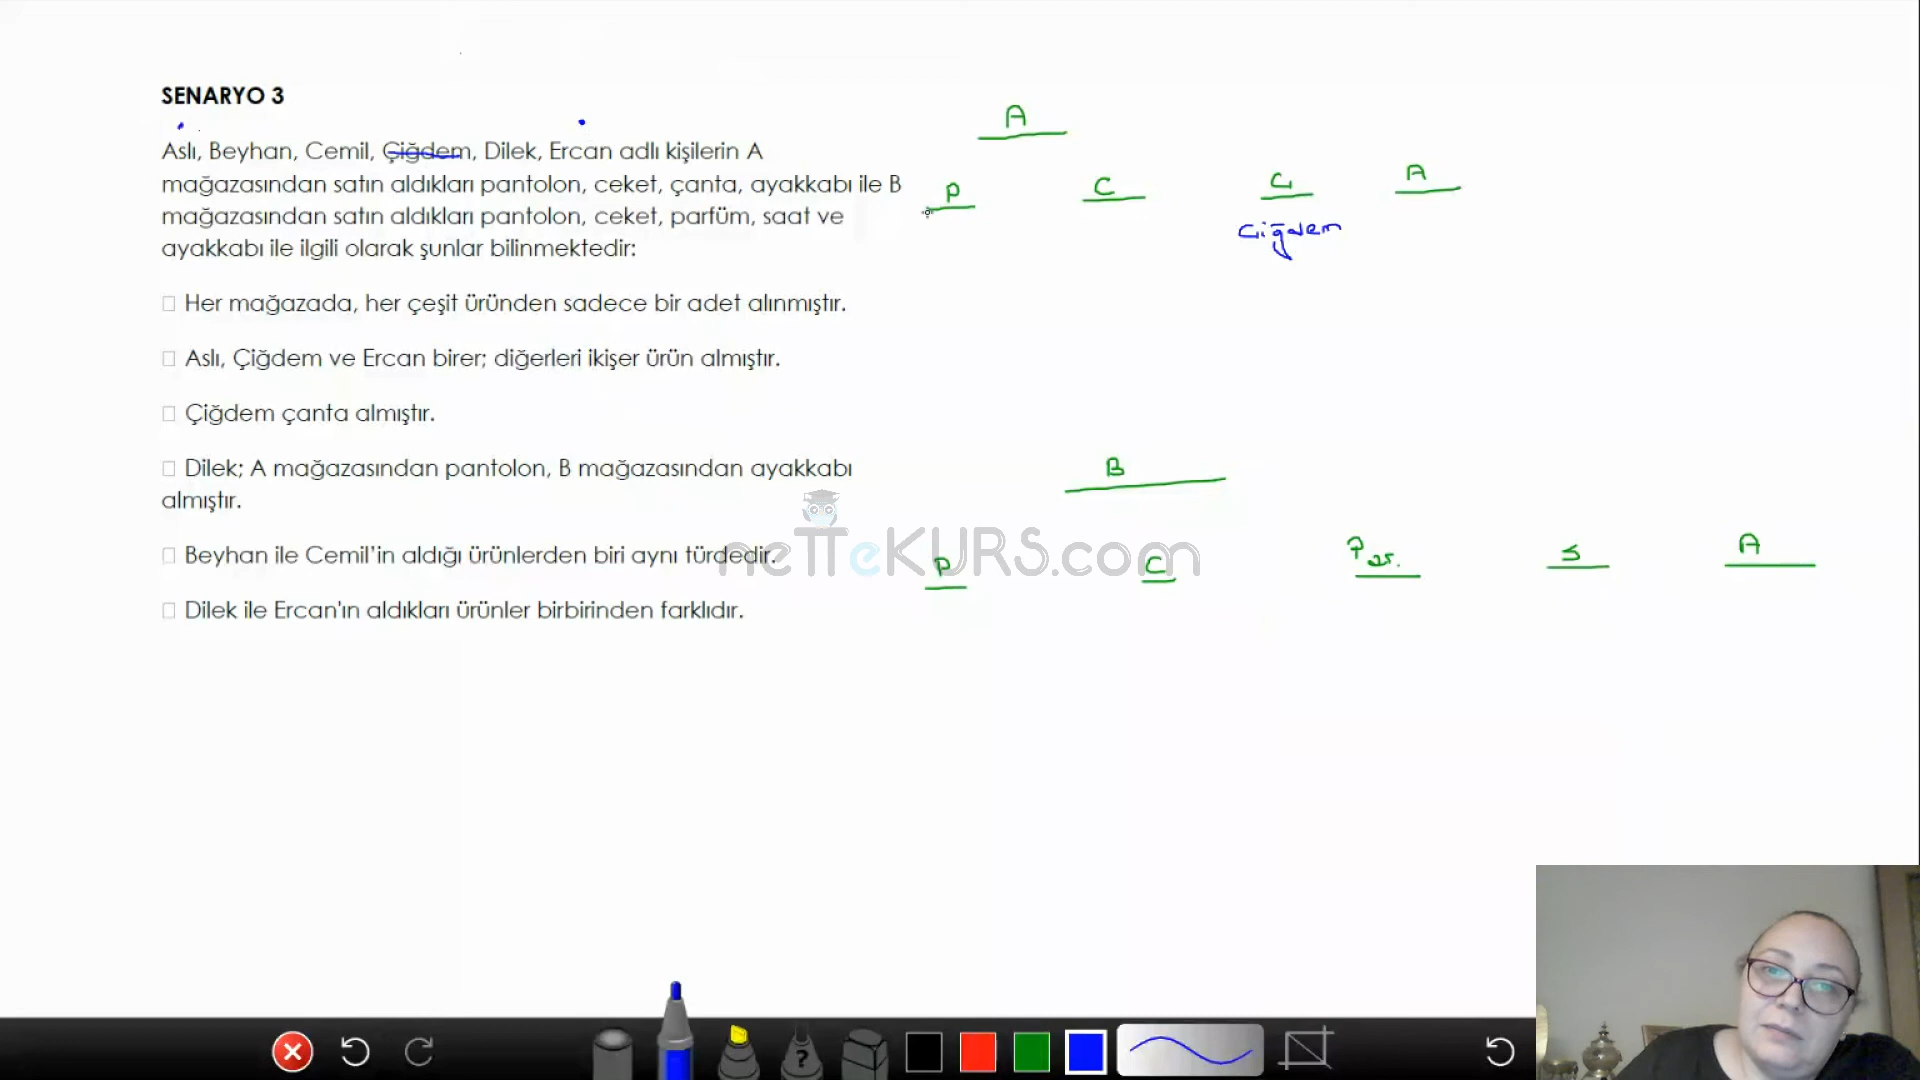 SENARYO 3
Aslı, Beyhan, Cemil, Çiğdem, Dilek, Ercan adlı kişilerin A
mağazasından satın aldıkları pantolon, ceket, çanta, ayakkabı ile B
mağazasından satın aldıkları pantolon, ceket, parfüm, saat ve
ayakkabı ile ilgili olarak şunlar bilinmektedir:
Her mağazada, her çeşit üründen sadece bir adet alınmıştır.
Aslı, Çiğdem ve Ercan birer; diğerleri ikişer ürün almıştır.
Çiğdem çanta almıştır.
Dilek; A mağazasından pantolon, B mağazasından ayakkabı
almıştır.
Beyhan ile Cemil'in aldığı ürünlerden biri aynı türdedir.
Dilek ile Ercan'ın aldıkları ürünler birbirinden farklıdır.
A
P C Ç A
Çiğdem
B
P C Par. S A
netteKURS.com
?